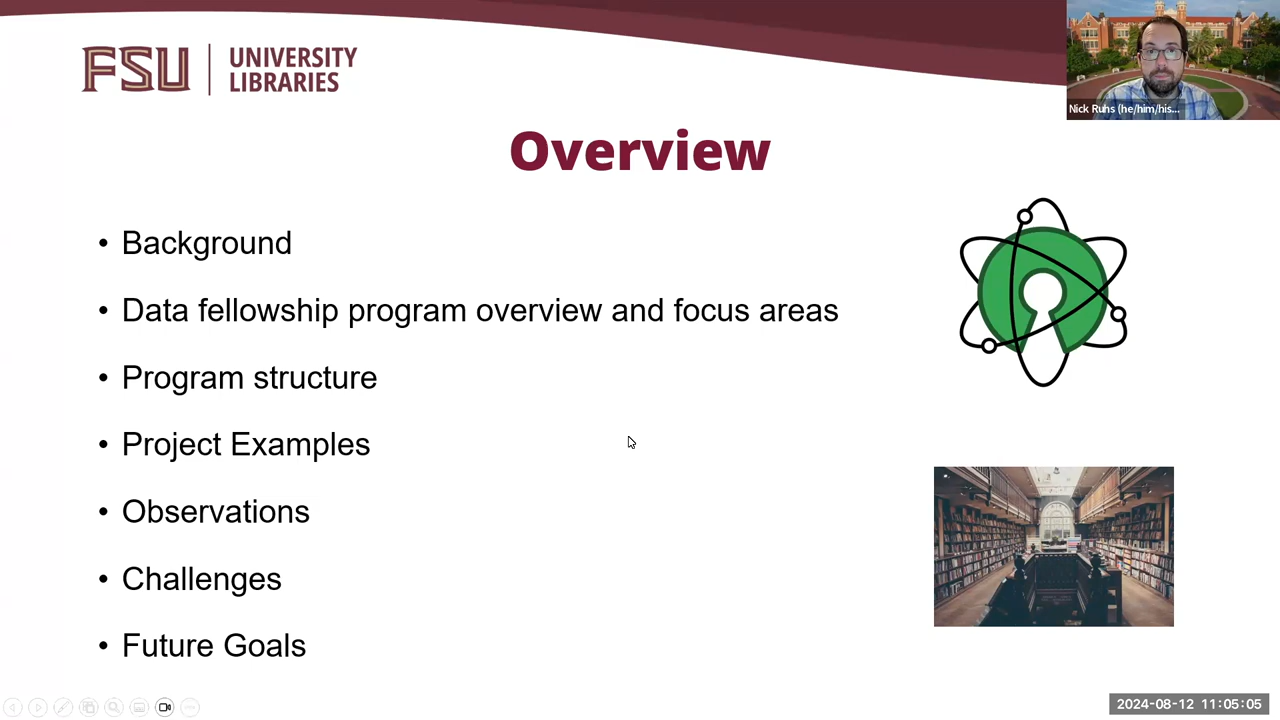 FSU UNIVERSITY
LIBRARIES
Nick Ruhs (he/him/his...
Overview
• Background
• Data fellowship program overview and focus areas
• Program structure
• Project Examples
• Observations
• Challenges
• Future Goals
2024-08-12 11:05:05